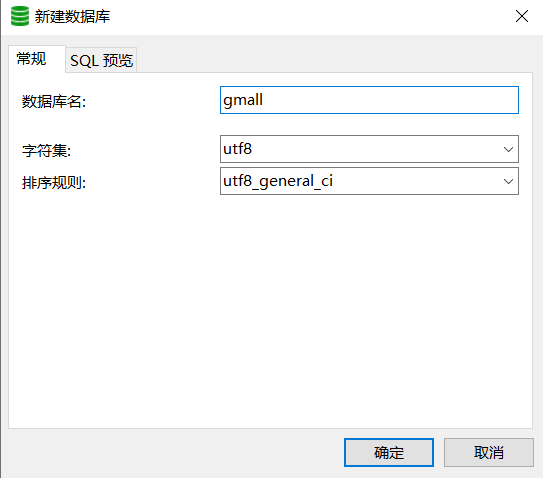 新建数据库
常规 SQL 预览
数据库名: gmall
字符集: utf8
排序规则: utf8_general_ci
确定 取消